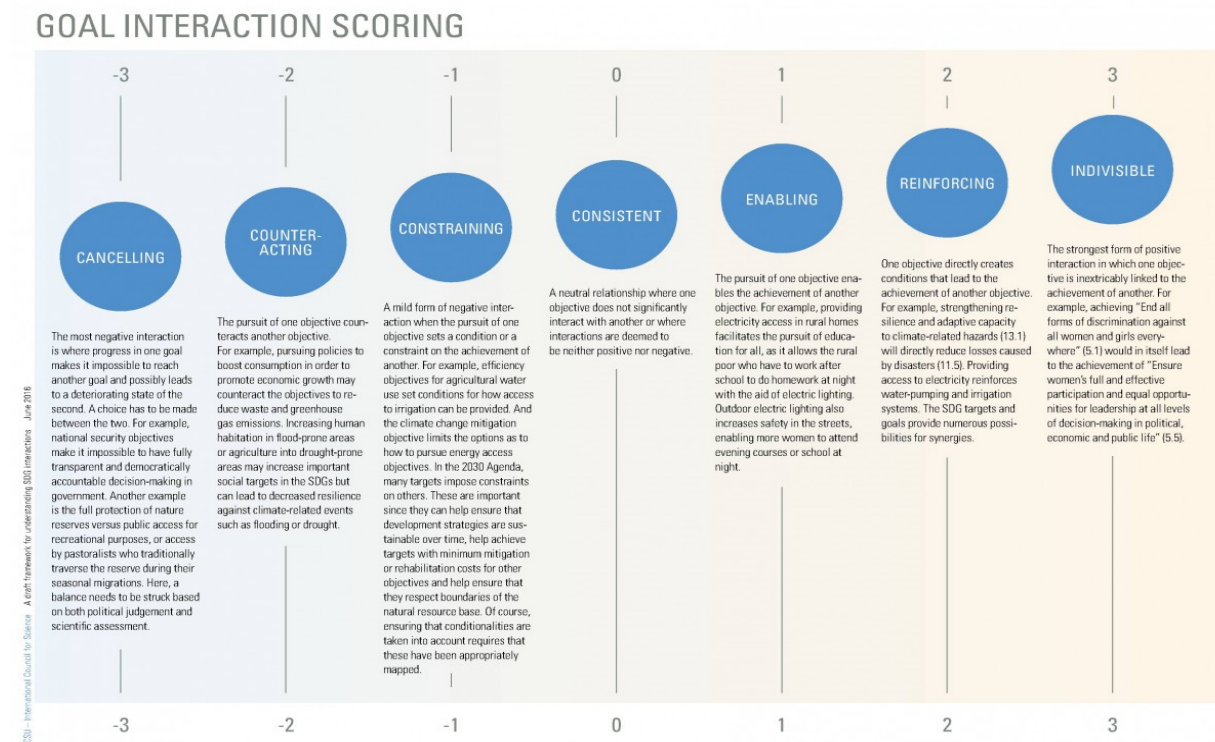 GOAL INTERACTION SCORING
-3
-2
-1
0
1
2
3
CANCELLING
The most negative interaction
is where progress in one goal
makes it impossible to reach
another goal and possibly leads
to a deteriorating state of the
second. A choice has to be made
between the two. For example,
national security objectives
make it impossible to have fully
transparent and democratically
accountable decision-making in
government. Another example
is the full protection of nature
reserves versus public access for
recreational purposes, or access
by pastoralists who traditionally
traverse the reserve during their
seasonal migrations. Here, a
balance needs to be struck based
on both political judgement and
scientific assessment.
COUNTER-
ACTING
The pursuit of one objective coun-
teracts another objective.
For example, pursuing policies to
boost consumption in order to
promote economic growth may
counteract the objectives to re-
duce waste and greenhouse
gas emissions. Increasing human
habitation in flood-prone areas
or agriculture into drought-prone
areas may increase important
social targets in the SDGs but
can lead to decreased resilience
against climate-related events
such as flooding or drought.
CONSTRAINING
A mild form of negative inter-
action when the pursuit of one
objective sets a condition or a
constraint on the achievement of
another. For example, efficiency
objectives for agricultural water
use set conditions for how access
to irrigation can be provided. And
the climate change mitigation
objective limits the options as to
how to pursue energy access
objectives. In the 2030 Agenda,
many targets impose constraints
on others. These are important
since they can help ensure that
development strategies are sus-
tainable over time, help achieve
targets with minimum mitigation
or rehabilitation costs for other
objectives and help ensure that
they respect boundaries of the
natural resource base. Of course,
ensuring that conditionalities are
taken into account requires that
these have been appropriately
mapped.
CONSISTENT
A neutral relationship where one
objective does not significantly
interact with another or where
interactions are deemed to
be neither positive nor negative.
ENABLING
The pursuit of one objective ena-
bles the achievement of another
objective. For example, providing
electricity access in rural homes
facilitates the pursuit of educa-
tion for all, as it allows the rural
poor who have to work after
school to do homework at night
with the aid of electric lighting.
Outdoor electric lighting also
increases safety in the streets,
enabling more women to attend
evening courses or school at
night.
REINFORCING
One objective directly creates
conditions that lead to the
achievement of another objective.
For example, strengthening re-
silience and adaptive capacity
to climate-related hazards (13.1)
will directly reduce losses caused
by disasters (11.5). Providing
access to electricity reinforces
water-pumping and irrigation
systems. The SDG targets and
goals provide numerous possi-
bilities for synergies.
INDIVISIBLE
The strongest form of positive
interaction in which one objec-
tive is inextricably linked to the
achievement of another. For
example, achieving "End all
forms of discrimination against
all women and girls every-
where" (5.1) would in itself lead
to the achievement of "Ensure
women's full and effective
participation and equal opportu-
nities for leadership at all levels
of decision-making in political,
economic and public life" (5.5).
-3
-2
-1
0
1
2
3
CSU – International Council for Science A draft framework for understanding SDG interactions June 2016